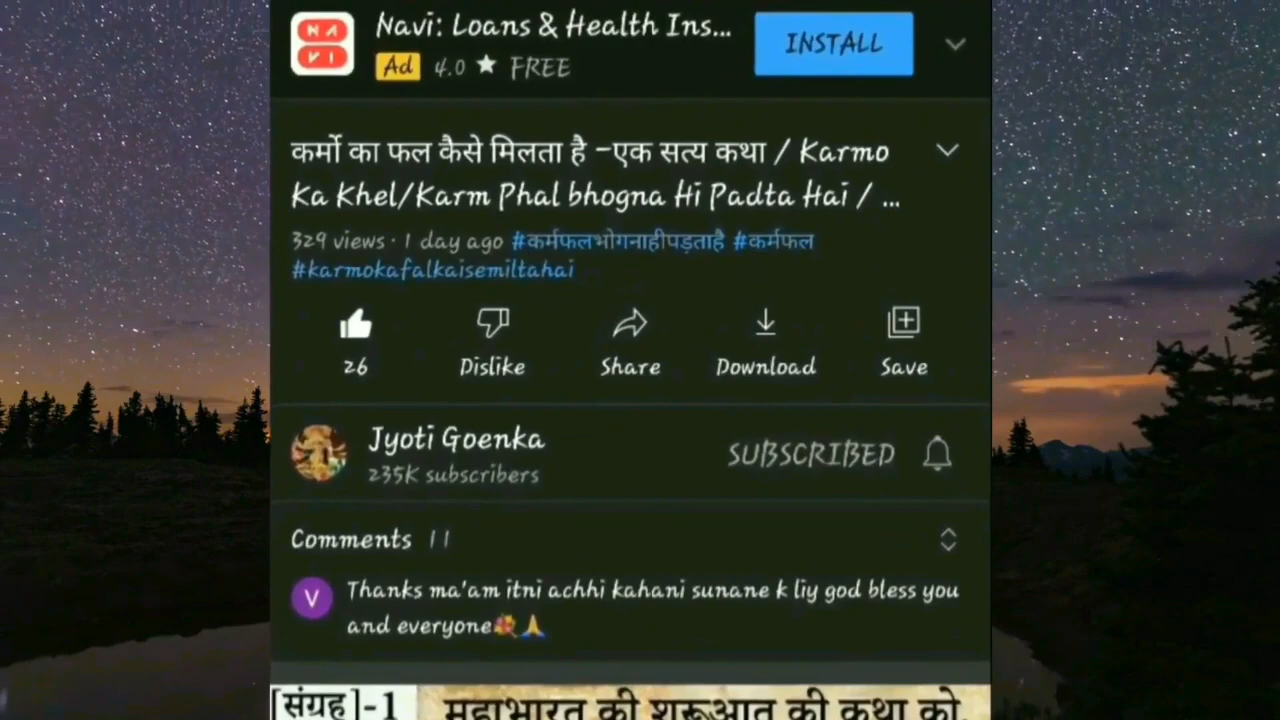 NAVI
Navi: Loans & Health Ins...
INSTALL
Ad 4.0 ★ FREE
कर्मो का फल कैसे मिलता है -एक सत्य कथा / Karmo
Ka Khel/Karm Phal bhogna Hi Padta Hai / ...
329 views · 1 day ago #कर्मफलभोगनाहीपड़ताहै #कर्मफल
#karmokafalkaisemiltahai
26 Dislike Share Download Save
Jyoti Goenka
235K subscribers
SUBSCRIBED
Comments 11
V
Thanks ma'am itni achhi kahani sunane k liy god bless you
and everyone💐🙏
[संग्रह]-1 महाभारत की शुरूआत की कथा को